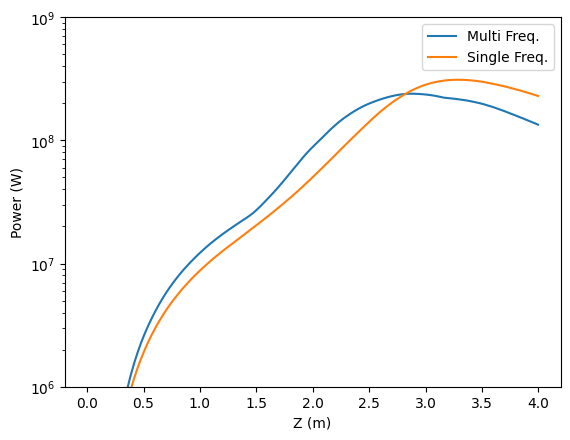 10⁹
10⁸
10⁷
10⁶
Power (W)
Multi Freq.
Single Freq.
0.0 0.5 1.0 1.5 2.0 2.5 3.0 3.5 4.0
Z (m)